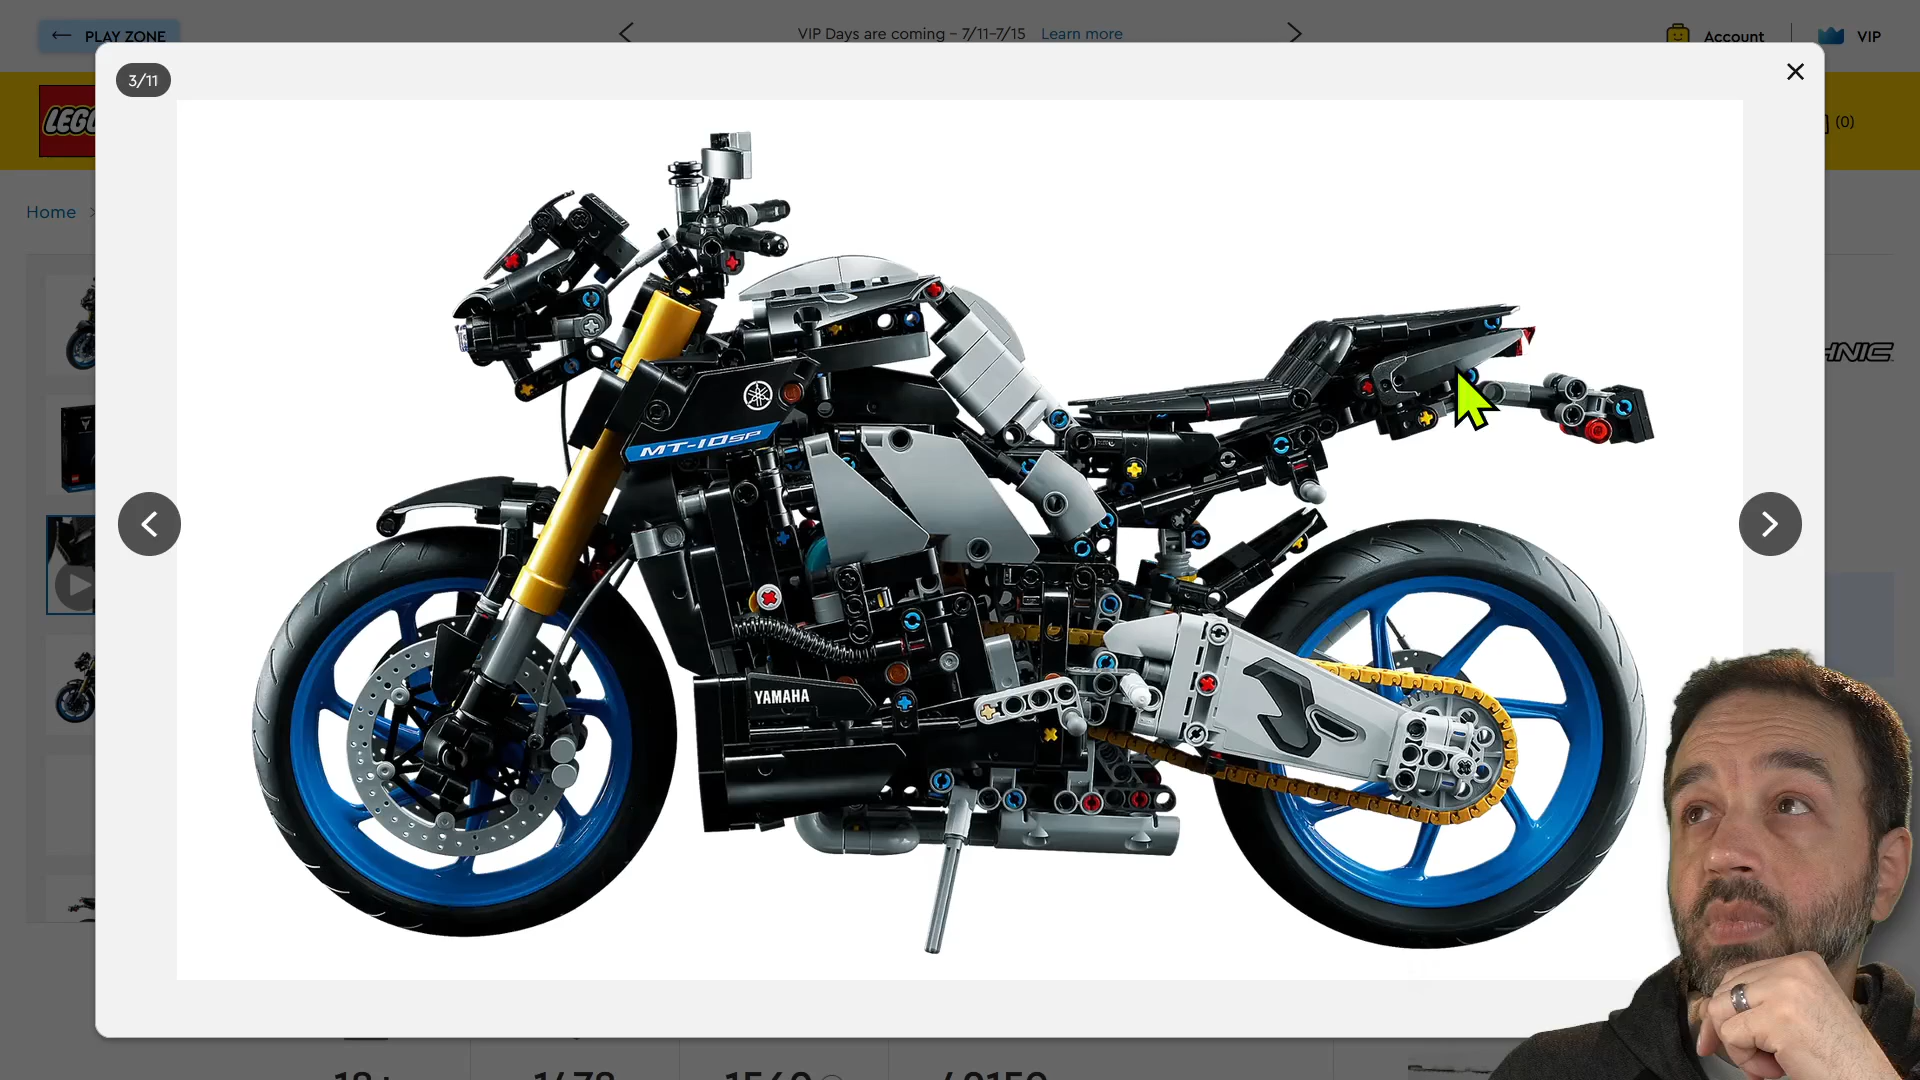 ← PLAY ZONE
VIP Days are coming – 7/11-7/15 Learn more
Account
VIP
3/11
LEGO
(0)
Home
MT-10SP
YAMAHA